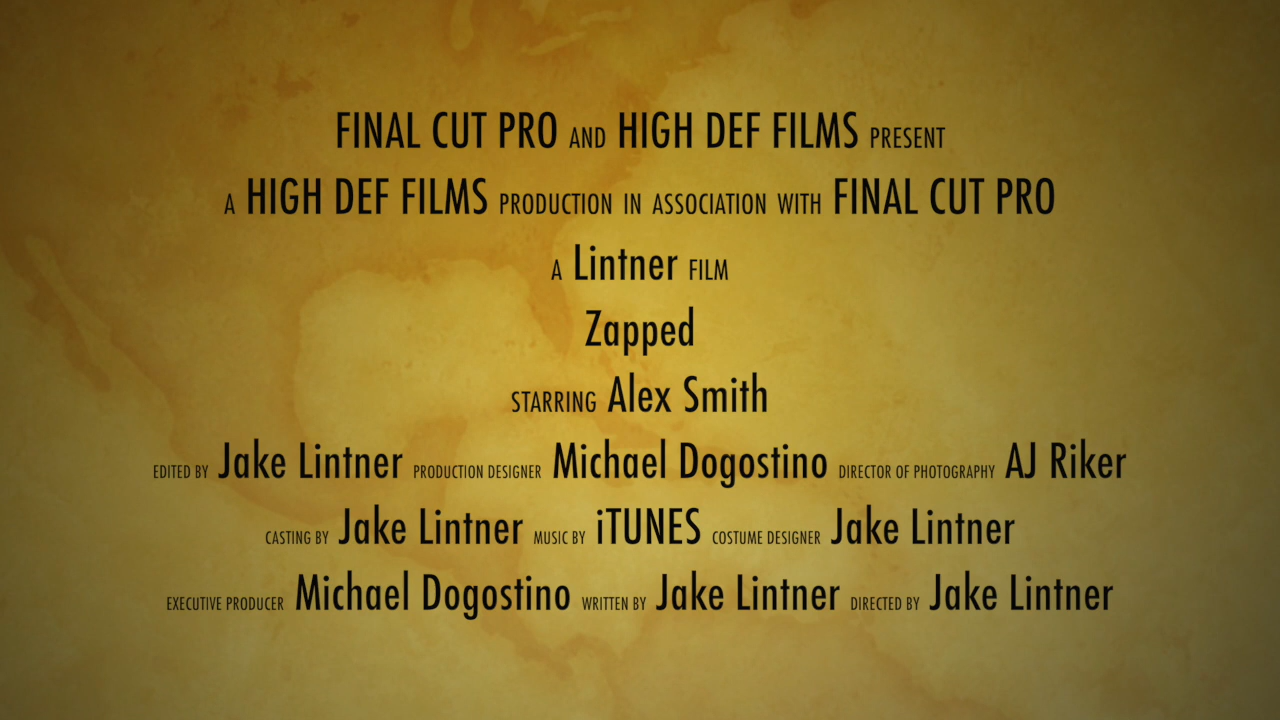 FINAL CUT PRO AND HIGH DEF FILMS PRESENT
A HIGH DEF FILMS PRODUCTION IN ASSOCIATION WITH FINAL CUT PRO
A Lintner FILM
Zapped
STARRING Alex Smith
EDITED BY Jake Lintner PRODUCTION DESIGNER Michael Dogostino DIRECTOR OF PHOTOGRAPHY AJ Riker
CASTING BY Jake Lintner MUSIC BY iTUNES COSTUME DESIGNER Jake Lintner
EXECUTIVE PRODUCER Michael Dogostino WRITTEN BY Jake Lintner DIRECTED BY Jake Lintner